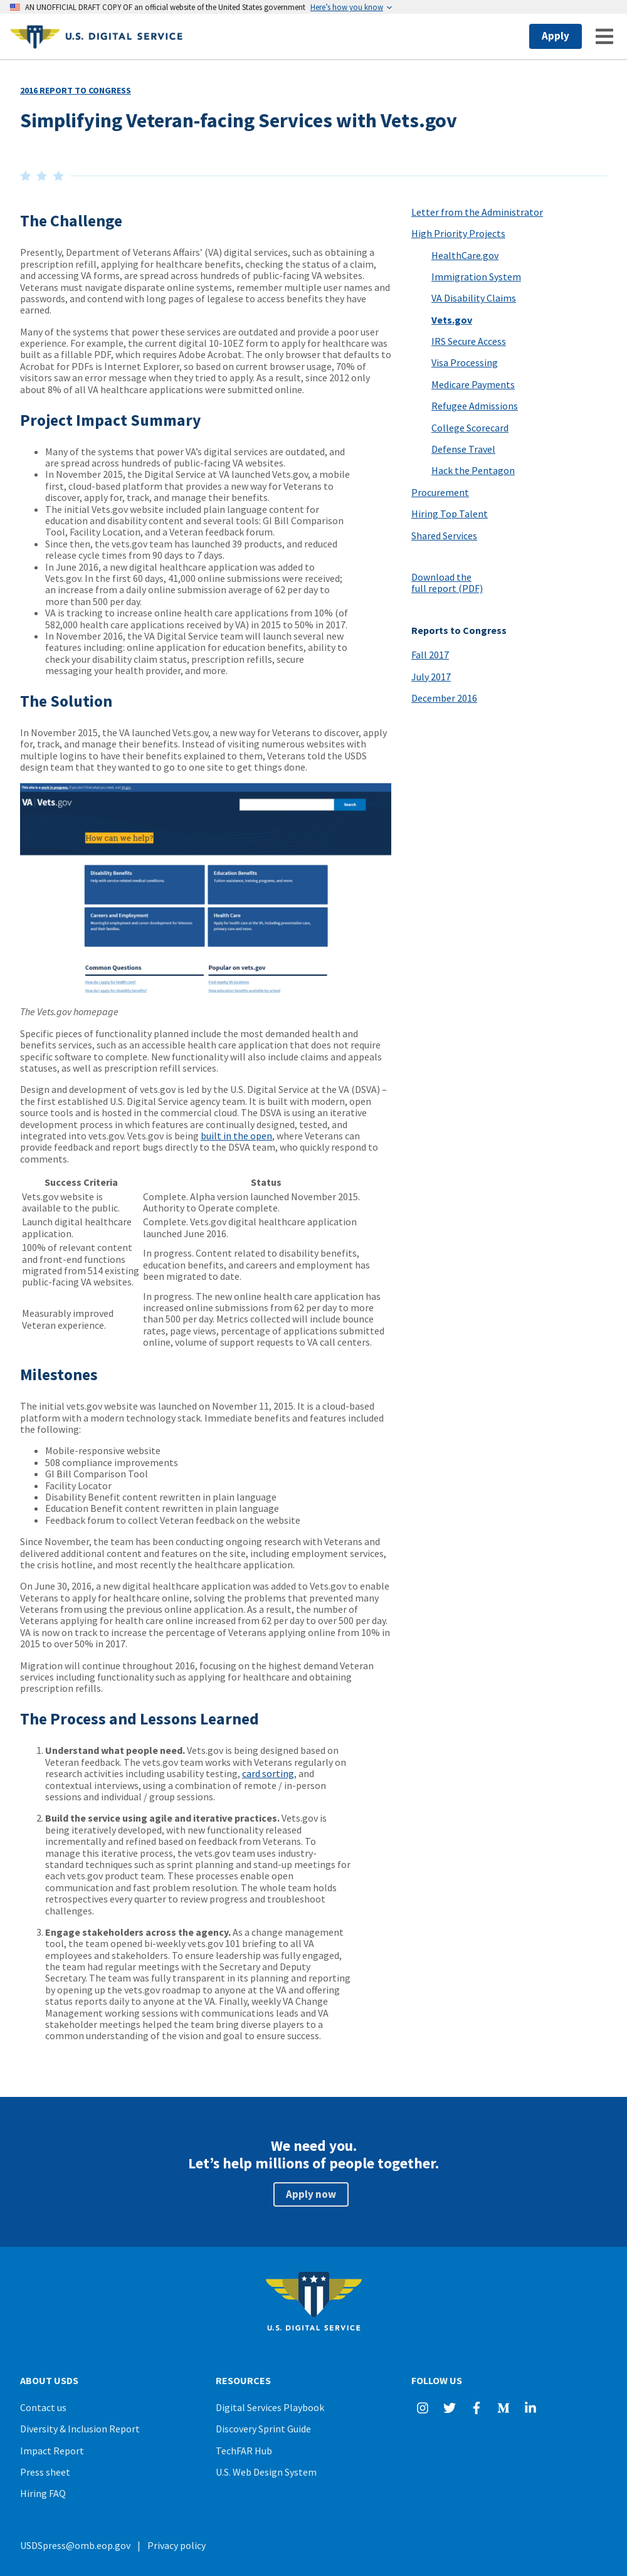 AN UNOFFICIAL DRAFT COPY OF an official website of the United States government Here's how you know
U.S. DIGITAL SERVICE
Apply
2016 REPORT TO CONGRESS
Simplifying Veteran-facing Services with Vets.gov
The Challenge
Presently, Department of Veterans Affairs' (VA) digital services, such as obtaining a
prescription refill, applying for healthcare benefits, checking the status of a claim,
and accessing VA forms, are spread across hundreds of public-facing VA websites.
Veterans must navigate disparate online systems, remember multiple user names and
passwords, and contend with long pages of legalese to access benefits they have
earned.
Many of the systems that power these services are outdated and provide a poor user
experience. For example, the current digital 10-10EZ form to apply for healthcare was
built as a fillable PDF, which requires Adobe Acrobat. The only browser that defaults to
Acrobat for PDFs is Internet Explorer, so based on current browser usage, 70% of
visitors saw an error message when they tried to apply. As a result, since 2012 only
about 8% of all VA healthcare applications were submitted online.
Project Impact Summary
• Many of the systems that power VA's digital services are outdated, and
are spread across hundreds of public-facing VA websites.
• In November 2015, the Digital Service at VA launched Vets.gov, a mobile
first, cloud-based platform that provides a new way for Veterans to
discover, apply for, track, and manage their benefits.
• The initial Vets.gov website included plain language content for
education and disability content and several tools: GI Bill Comparison
Tool, Facility Location, and a Veteran feedback forum.
• Since then, the vets.gov team has launched 39 products, and reduced
release cycle times from 90 days to 7 days.
• In June 2016, a new digital healthcare application was added to
Vets.gov. In the first 60 days, 41,000 online submissions were received;
an increase from a daily online submission average of 62 per day to
more than 500 per day.
• VA is tracking to increase online health care applications from 10% (of
582,000 health care applications received by VA) in 2015 to 50% in 2017.
• In November 2016, the VA Digital Service team will launch several new
features including: online application for education benefits, ability to
check your disability claim status, prescription refills, secure
messaging your health provider, and more.
The Solution
In November 2015, the VA launched Vets.gov, a new way for Veterans to discover, apply
for, track, and manage their benefits. Instead of visiting numerous websites with
multiple logins to have their benefits explained to them, Veterans told the USDS
design team that they wanted to go to one site to get things done.
This site is a work in progress. If you don't find what you need, visit VA.gov.
VA Vets.gov
Search
How can we help?
Disability Benefits
Help with service-related medical conditions.
Education Benefits
Tuition assistance, training programs, and more.
Careers and Employment
Meaningful employment and career development for Veterans
and their families.
Health Care
Apply for health care at the VA, including preventative care,
primary care and more.
Common Questions
How do I apply for health care?
How do I apply for disability benefits?
Popular on vets.gov
Find nearby VA locations
View education benefits available by school
The Vets.gov homepage
Specific pieces of functionality planned include the most demanded health and
benefits services, such as an accessible health care application that does not require
specific software to complete. New functionality will also include claims and appeals
statuses, as well as prescription refill services.
Design and development of vets.gov is led by the U.S. Digital Service at the VA (DSVA) –
the first established U.S. Digital Service agency team. It is built with modern, open
source tools and is hosted in the commercial cloud. The DSVA is using an iterative
development process in which features are continually designed, tested, and
integrated into vets.gov. Vets.gov is being built in the open, where Veterans can
provide feedback and report bugs directly to the DSVA team, who quickly respond to
comments.
Success Criteria Status
Vets.gov website is
available to the public.
Complete. Alpha version launched November 2015.
Authority to Operate complete.
Launch digital healthcare
application.
Complete. Vets.gov digital healthcare application
launched June 2016.
100% of relevant content
and front-end functions
migrated from 514 existing
public-facing VA websites.
In progress. Content related to disability benefits,
education benefits, and careers and employment has
been migrated to date.
Measurably improved
Veteran experience.
In progress. The new online health care application has
increased online submissions from 62 per day to more
than 500 per day. Metrics collected will include bounce
rates, page views, percentage of applications submitted
online, volume of support requests to VA call centers.
Milestones
The initial vets.gov website was launched on November 11, 2015. It is a cloud-based
platform with a modern technology stack. Immediate benefits and features included
the following:
• Mobile-responsive website
• 508 compliance improvements
• GI Bill Comparison Tool
• Facility Locator
• Disability Benefit content rewritten in plain language
• Education Benefit content rewritten in plain language
• Feedback forum to collect Veteran feedback on the website
Since November, the team has been conducting ongoing research with Veterans and
delivered additional content and features on the site, including employment services,
the crisis hotline, and most recently the healthcare application.
On June 30, 2016, a new digital healthcare application was added to Vets.gov to enable
Veterans to apply for healthcare online, solving the problems that prevented many
Veterans from using the previous online application. As a result, the number of
Veterans applying for health care online increased from 62 per day to over 500 per day.
VA is now on track to increase the percentage of Veterans applying online from 10% in
2015 to over 50% in 2017.
Migration will continue throughout 2016, focusing on the highest demand Veteran
services including functionality such as applying for healthcare and obtaining
prescription refills.
The Process and Lessons Learned
1. Understand what people need. Vets.gov is being designed based on
Veteran feedback. The vets.gov team works with Veterans regularly on
research activities including usability testing, card sorting, and
contextual interviews, using a combination of remote / in-person
sessions and individual / group sessions.
2. Build the service using agile and iterative practices. Vets.gov is
being iteratively developed, with new functionality released
incrementally and refined based on feedback from Veterans. To
manage this iterative process, the vets.gov team uses industry-
standard techniques such as sprint planning and stand-up meetings for
each vets.gov product team. These processes enable open
communication and fast problem resolution. The whole team holds
retrospectives every quarter to review progress and troubleshoot
challenges.
3. Engage stakeholders across the agency. As a change management
tool, the team opened bi-weekly vets.gov 101 briefing to all VA
employees and stakeholders. To ensure leadership was fully engaged,
the team had regular meetings with the Secretary and Deputy
Secretary. The team was fully transparent in its planning and reporting
by opening up the vets.gov roadmap to anyone at the VA and offering
status reports daily to anyone at the VA. Finally, weekly VA Change
Management working sessions with communications leads and VA
stakeholder meetings helped the team bring diverse players to a
common understanding of the vision and goal to ensure success.
Letter from the Administrator
High Priority Projects
HealthCare.gov
Immigration System
VA Disability Claims
Vets.gov
IRS Secure Access
Visa Processing
Medicare Payments
Refugee Admissions
College Scorecard
Defense Travel
Hack the Pentagon
Procurement
Hiring Top Talent
Shared Services
Download the
full report (PDF)
Reports to Congress
Fall 2017
July 2017
December 2016
We need you.
Let's help millions of people together.
Apply now
U.S. DIGITAL SERVICE
ABOUT USDS
Contact us
Diversity & Inclusion Report
Impact Report
Press sheet
Hiring FAQ
RESOURCES
Digital Services Playbook
Discovery Sprint Guide
TechFAR Hub
U.S. Web Design System
FOLLOW US
USDSpress@omb.eop.gov | Privacy policy